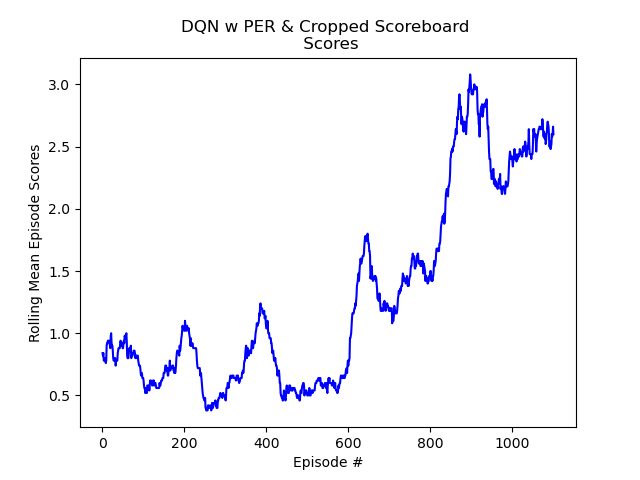 DQN w PER & Cropped Scoreboard
Scores
3.0
2.5
2.0
1.5
1.0
0.5
Rolling Mean Episode Scores
0 200 400 600 800 1000
Episode #